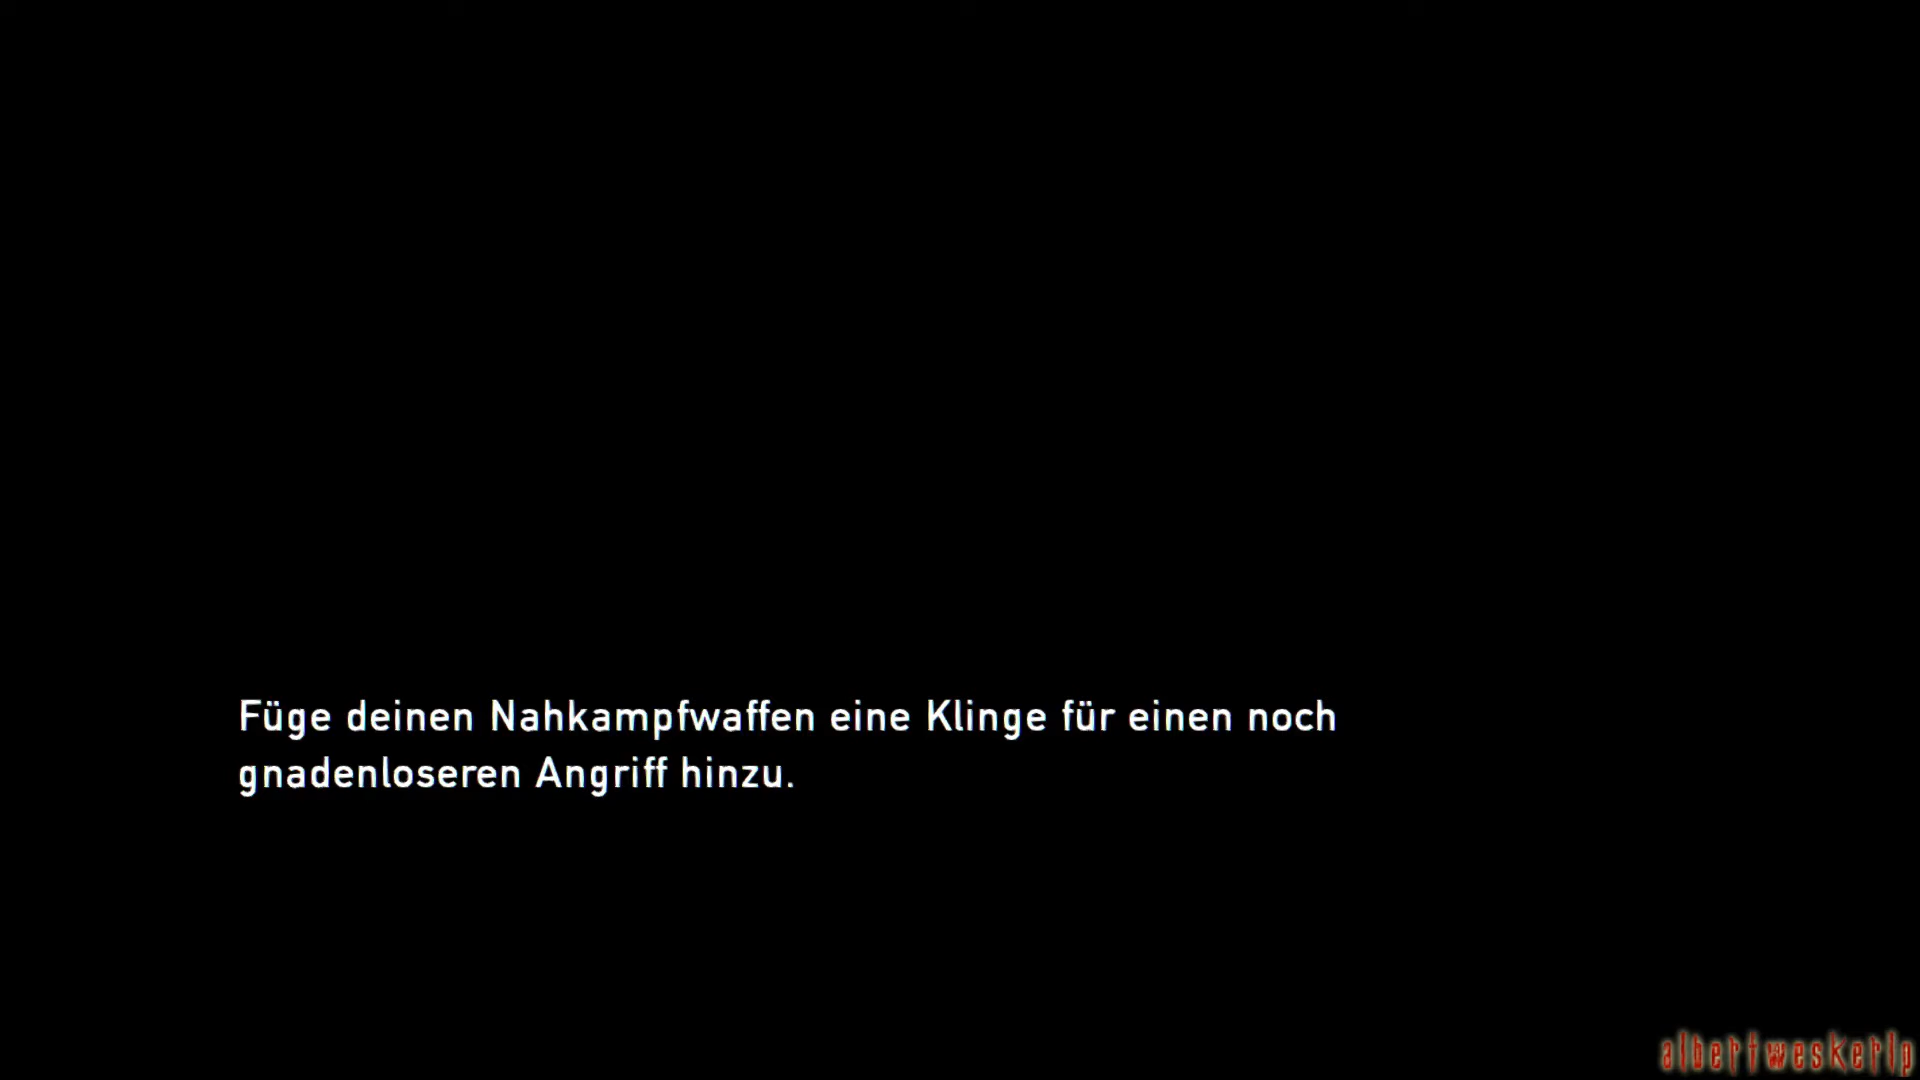 Füge deinen Nahkampfwaffen eine Klinge für einen noch
gnadenloseren Angriff hinzu.
albertweskerlp